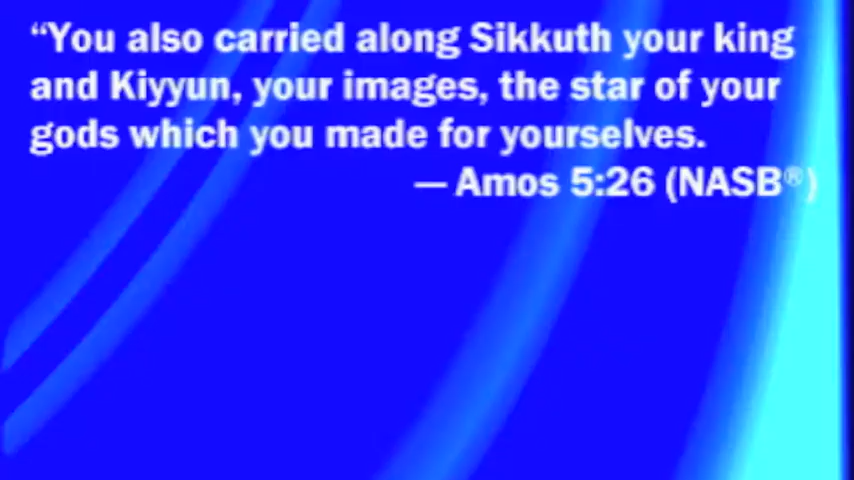 “You also carried along Sikkuth your king
and Kiyyun, your images, the star of your
gods which you made for yourselves.
— Amos 5:26 (NASB®)